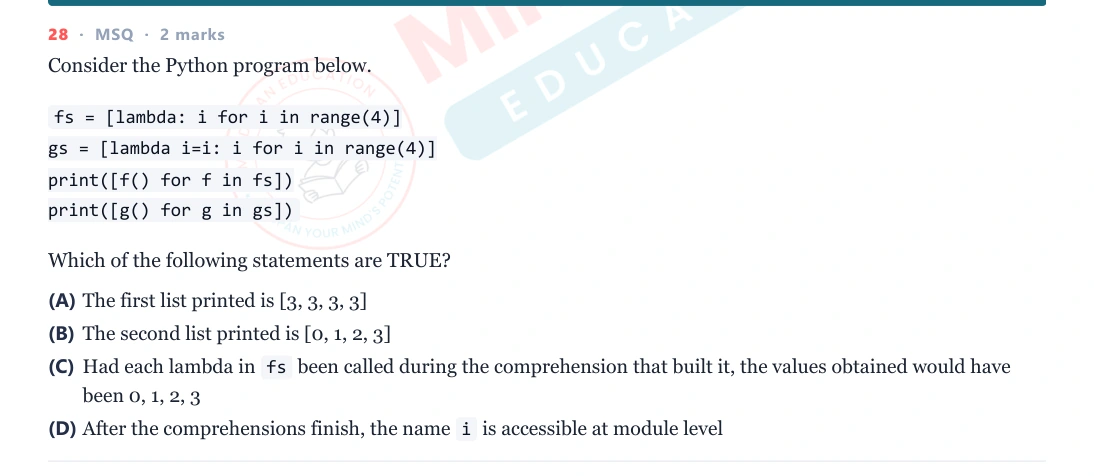 28 · MSQ · 2 marks
Consider the Python program below.
fs = [lambda: i for i in range(4)]
gs = [lambda i=i: i for i in range(4)]
print([f() for f in fs])
print([g() for g in gs])
Which of the following statements are TRUE?
(A) The first list printed is [3, 3, 3, 3]
(B) The second list printed is [0, 1, 2, 3]
(C) Had each lambda in fs been called during the comprehension that built it, the values obtained would have
been 0, 1, 2, 3
(D) After the comprehensions finish, the name i is accessible at module level